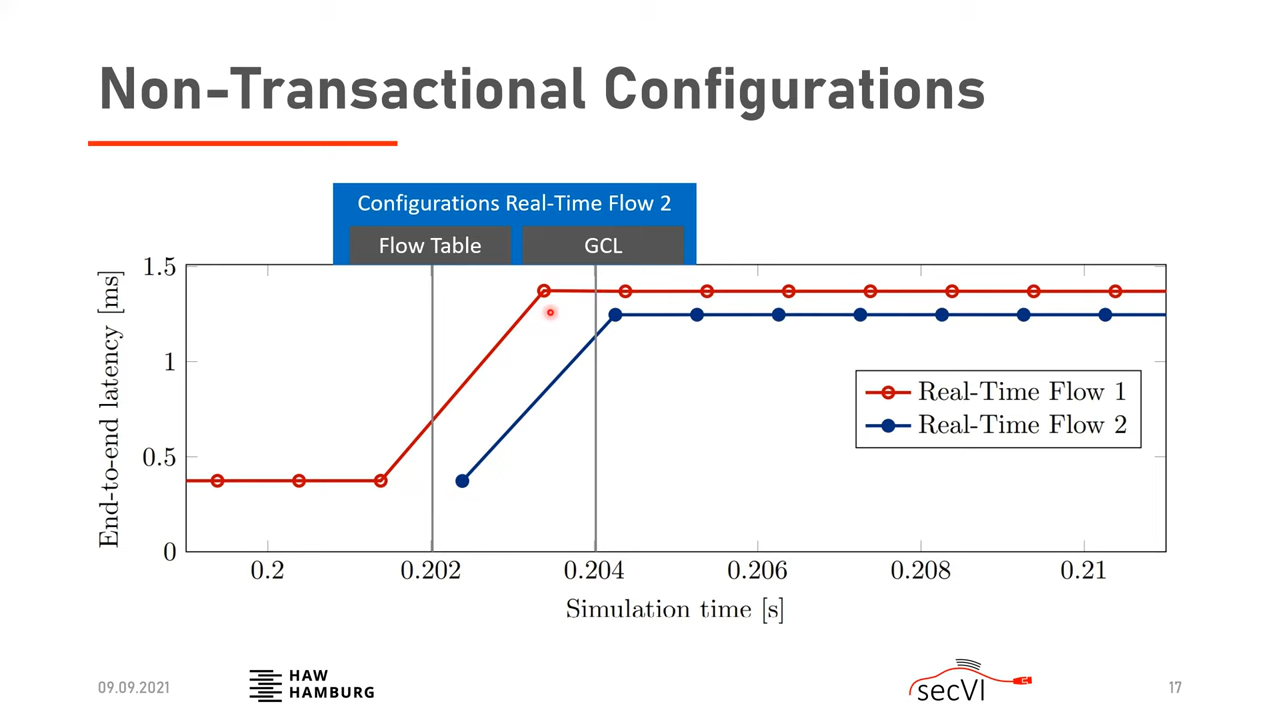 Non-Transactional Configurations
Configurations Real-Time Flow 2
Flow Table
GCL
End-to-end latency [ms]
1.5
1
0.5
0
Real-Time Flow 1
Real-Time Flow 2
0.2
0.202
0.204
0.206
0.208
0.21
Simulation time [s]
09.09.2021
HAW
HAMBURG
secVI
17